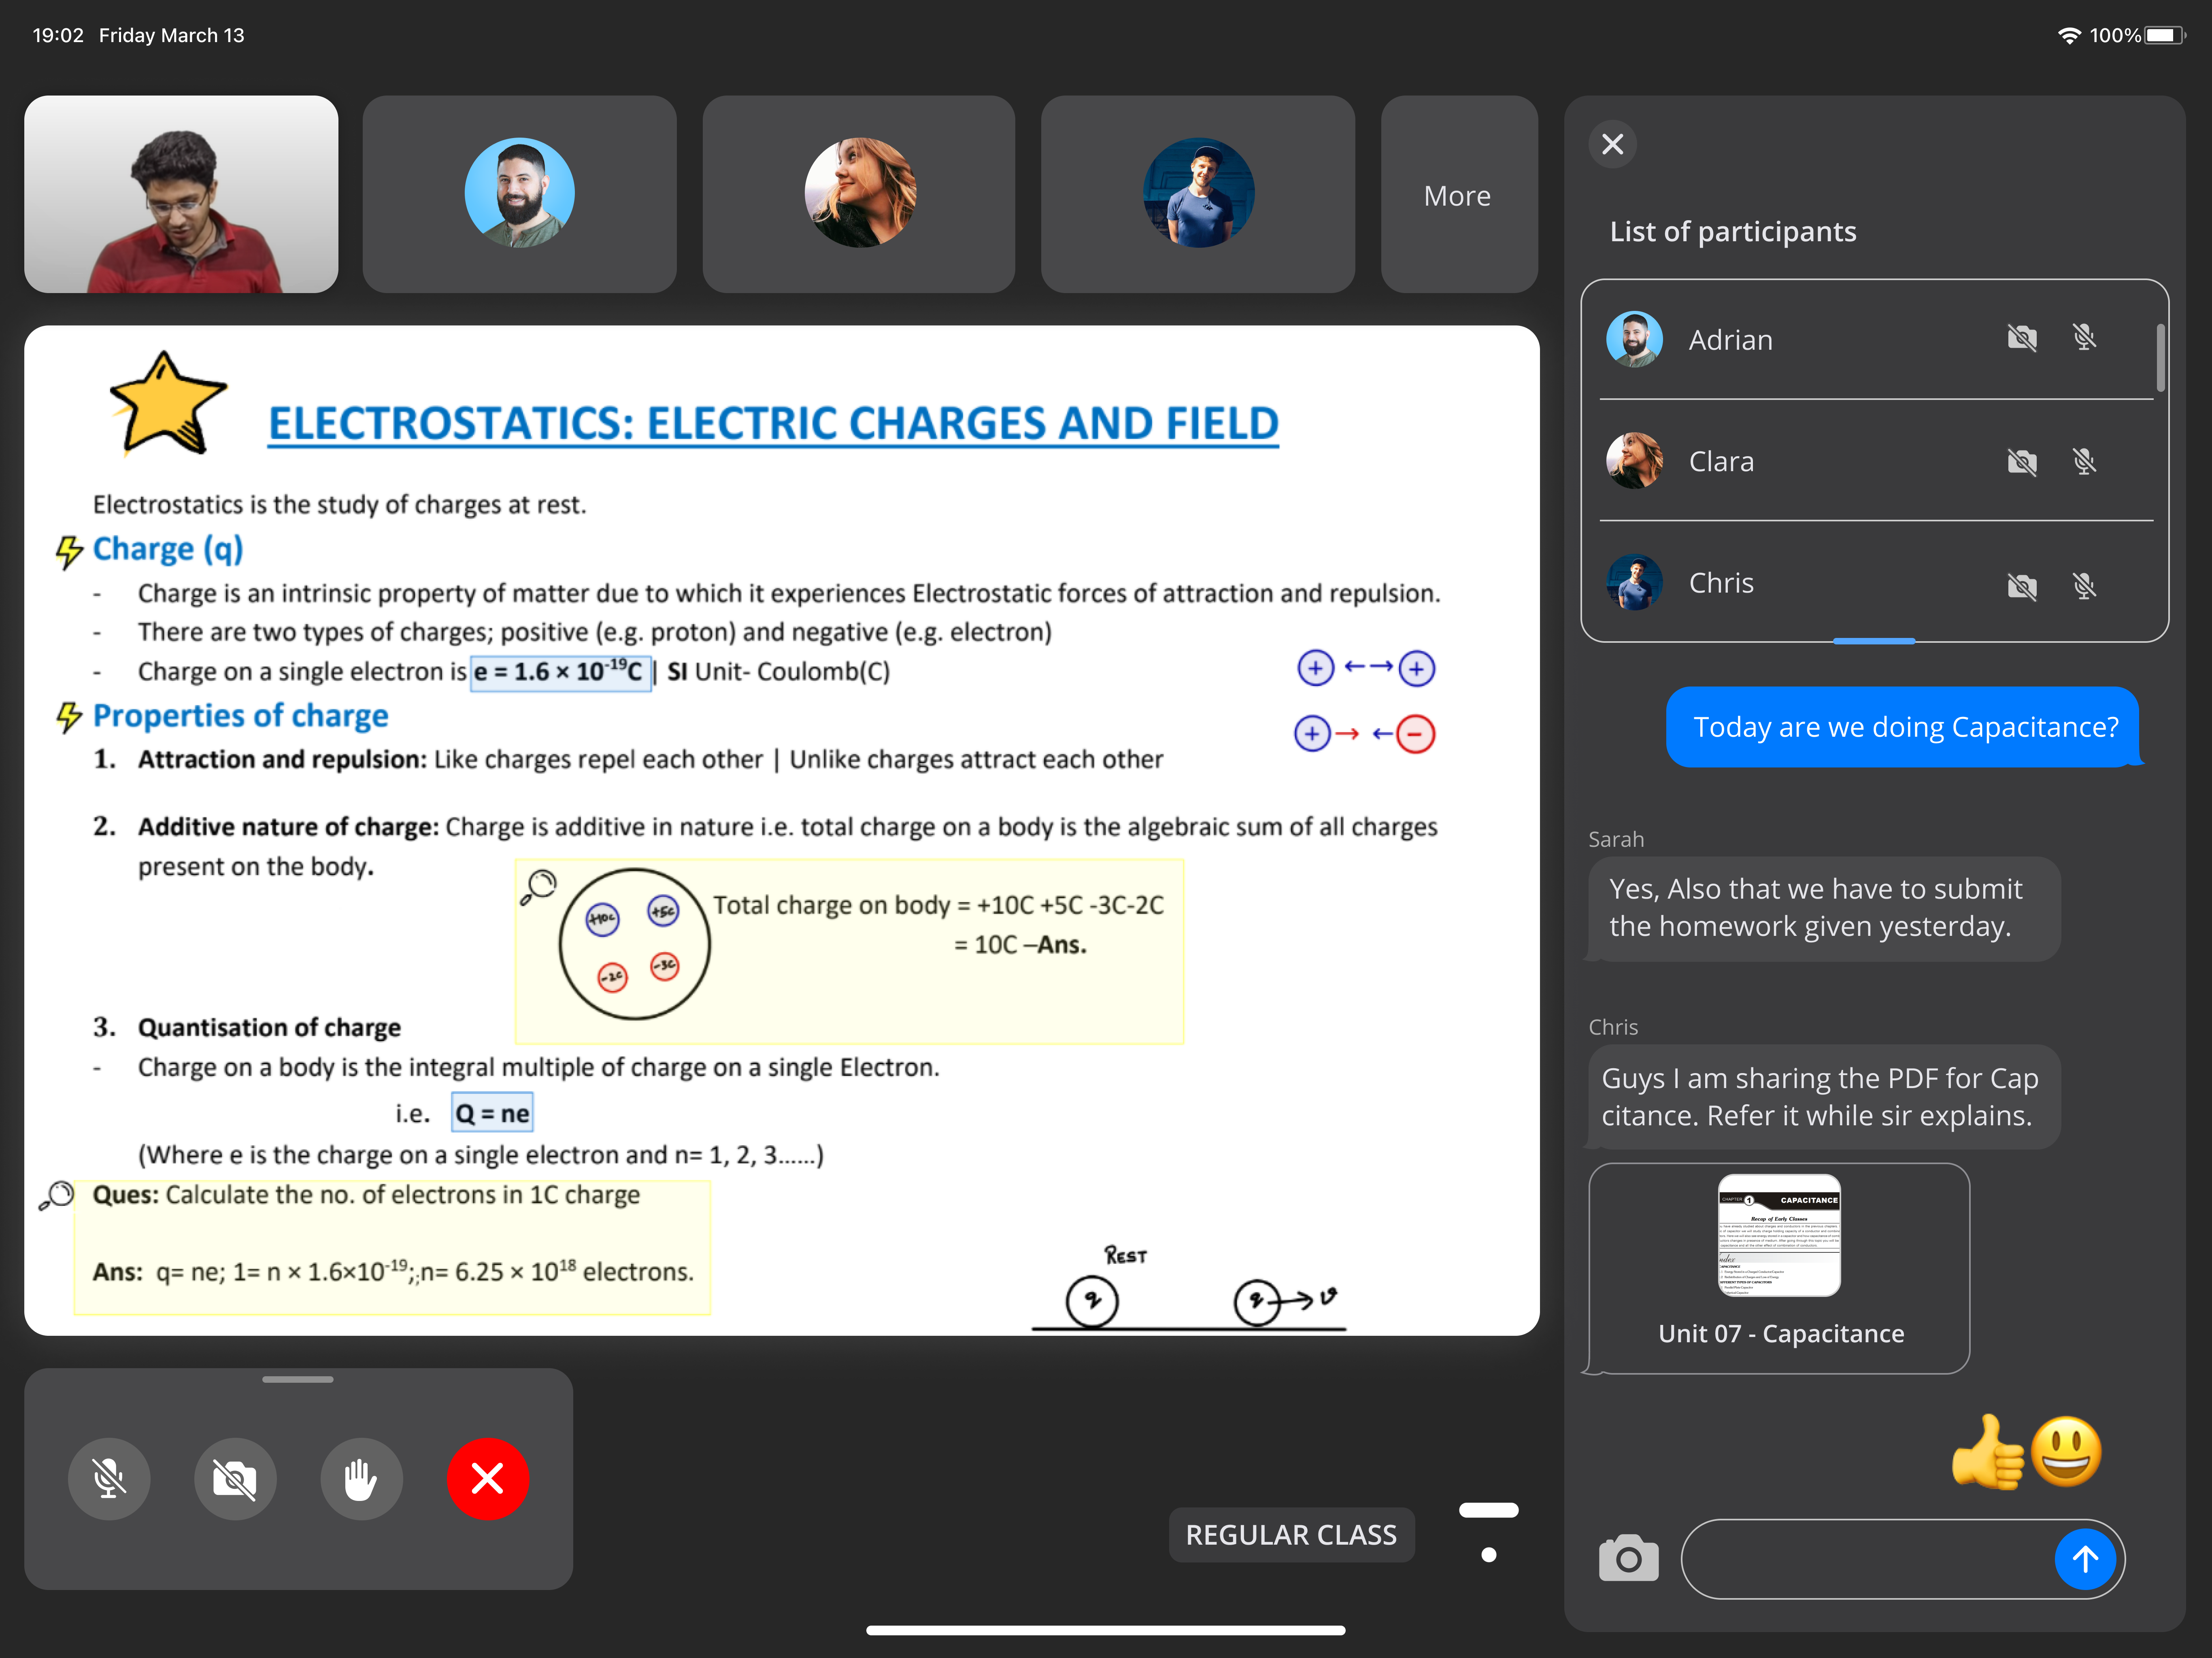 19:02 Friday March 13
100%
More
ELECTROSTATICS: ELECTRIC CHARGES AND FIELD
Electrostatics is the study of charges at rest.
Charge (q)
- Charge is an intrinsic property of matter due to which it experiences Electrostatic forces of attraction and repulsion.
- There are two types of charges; positive (e.g. proton) and negative (e.g. electron)
- Charge on a single electron is e = 1.6 × 10⁻¹⁹C | SI Unit- Coulomb(C)
+ ←→ +
+ → ← −
Properties of charge
1. Attraction and repulsion: Like charges repel each other | Unlike charges attract each other
2. Additive nature of charge: Charge is additive in nature i.e. total charge on a body is the algebraic sum of all charges
present on the body.
+10C +5C
-2C -3C
Total charge on body = +10C +5C -3C-2C
= 10C –Ans.
3. Quantisation of charge
- Charge on a body is the integral multiple of charge on a single Electron.
i.e. Q = ne
(Where e is the charge on a single electron and n= 1, 2, 3......)
Ques: Calculate the no. of electrons in 1C charge
Ans: q= ne; 1= n × 1.6×10⁻¹⁹;;n= 6.25 × 10¹⁸ electrons.
REST
q q → v
REGULAR CLASS
List of participants
Adrian
Clara
Chris
Today are we doing Capacitance?
Sarah
Yes, Also that we have to submit
the homework given yesterday.
Chris
Guys I am sharing the PDF for Cap
citance. Refer it while sir explains.
CHAPTER 1 CAPACITANCE
Recap of Early Classes
Unit 07 - Capacitance